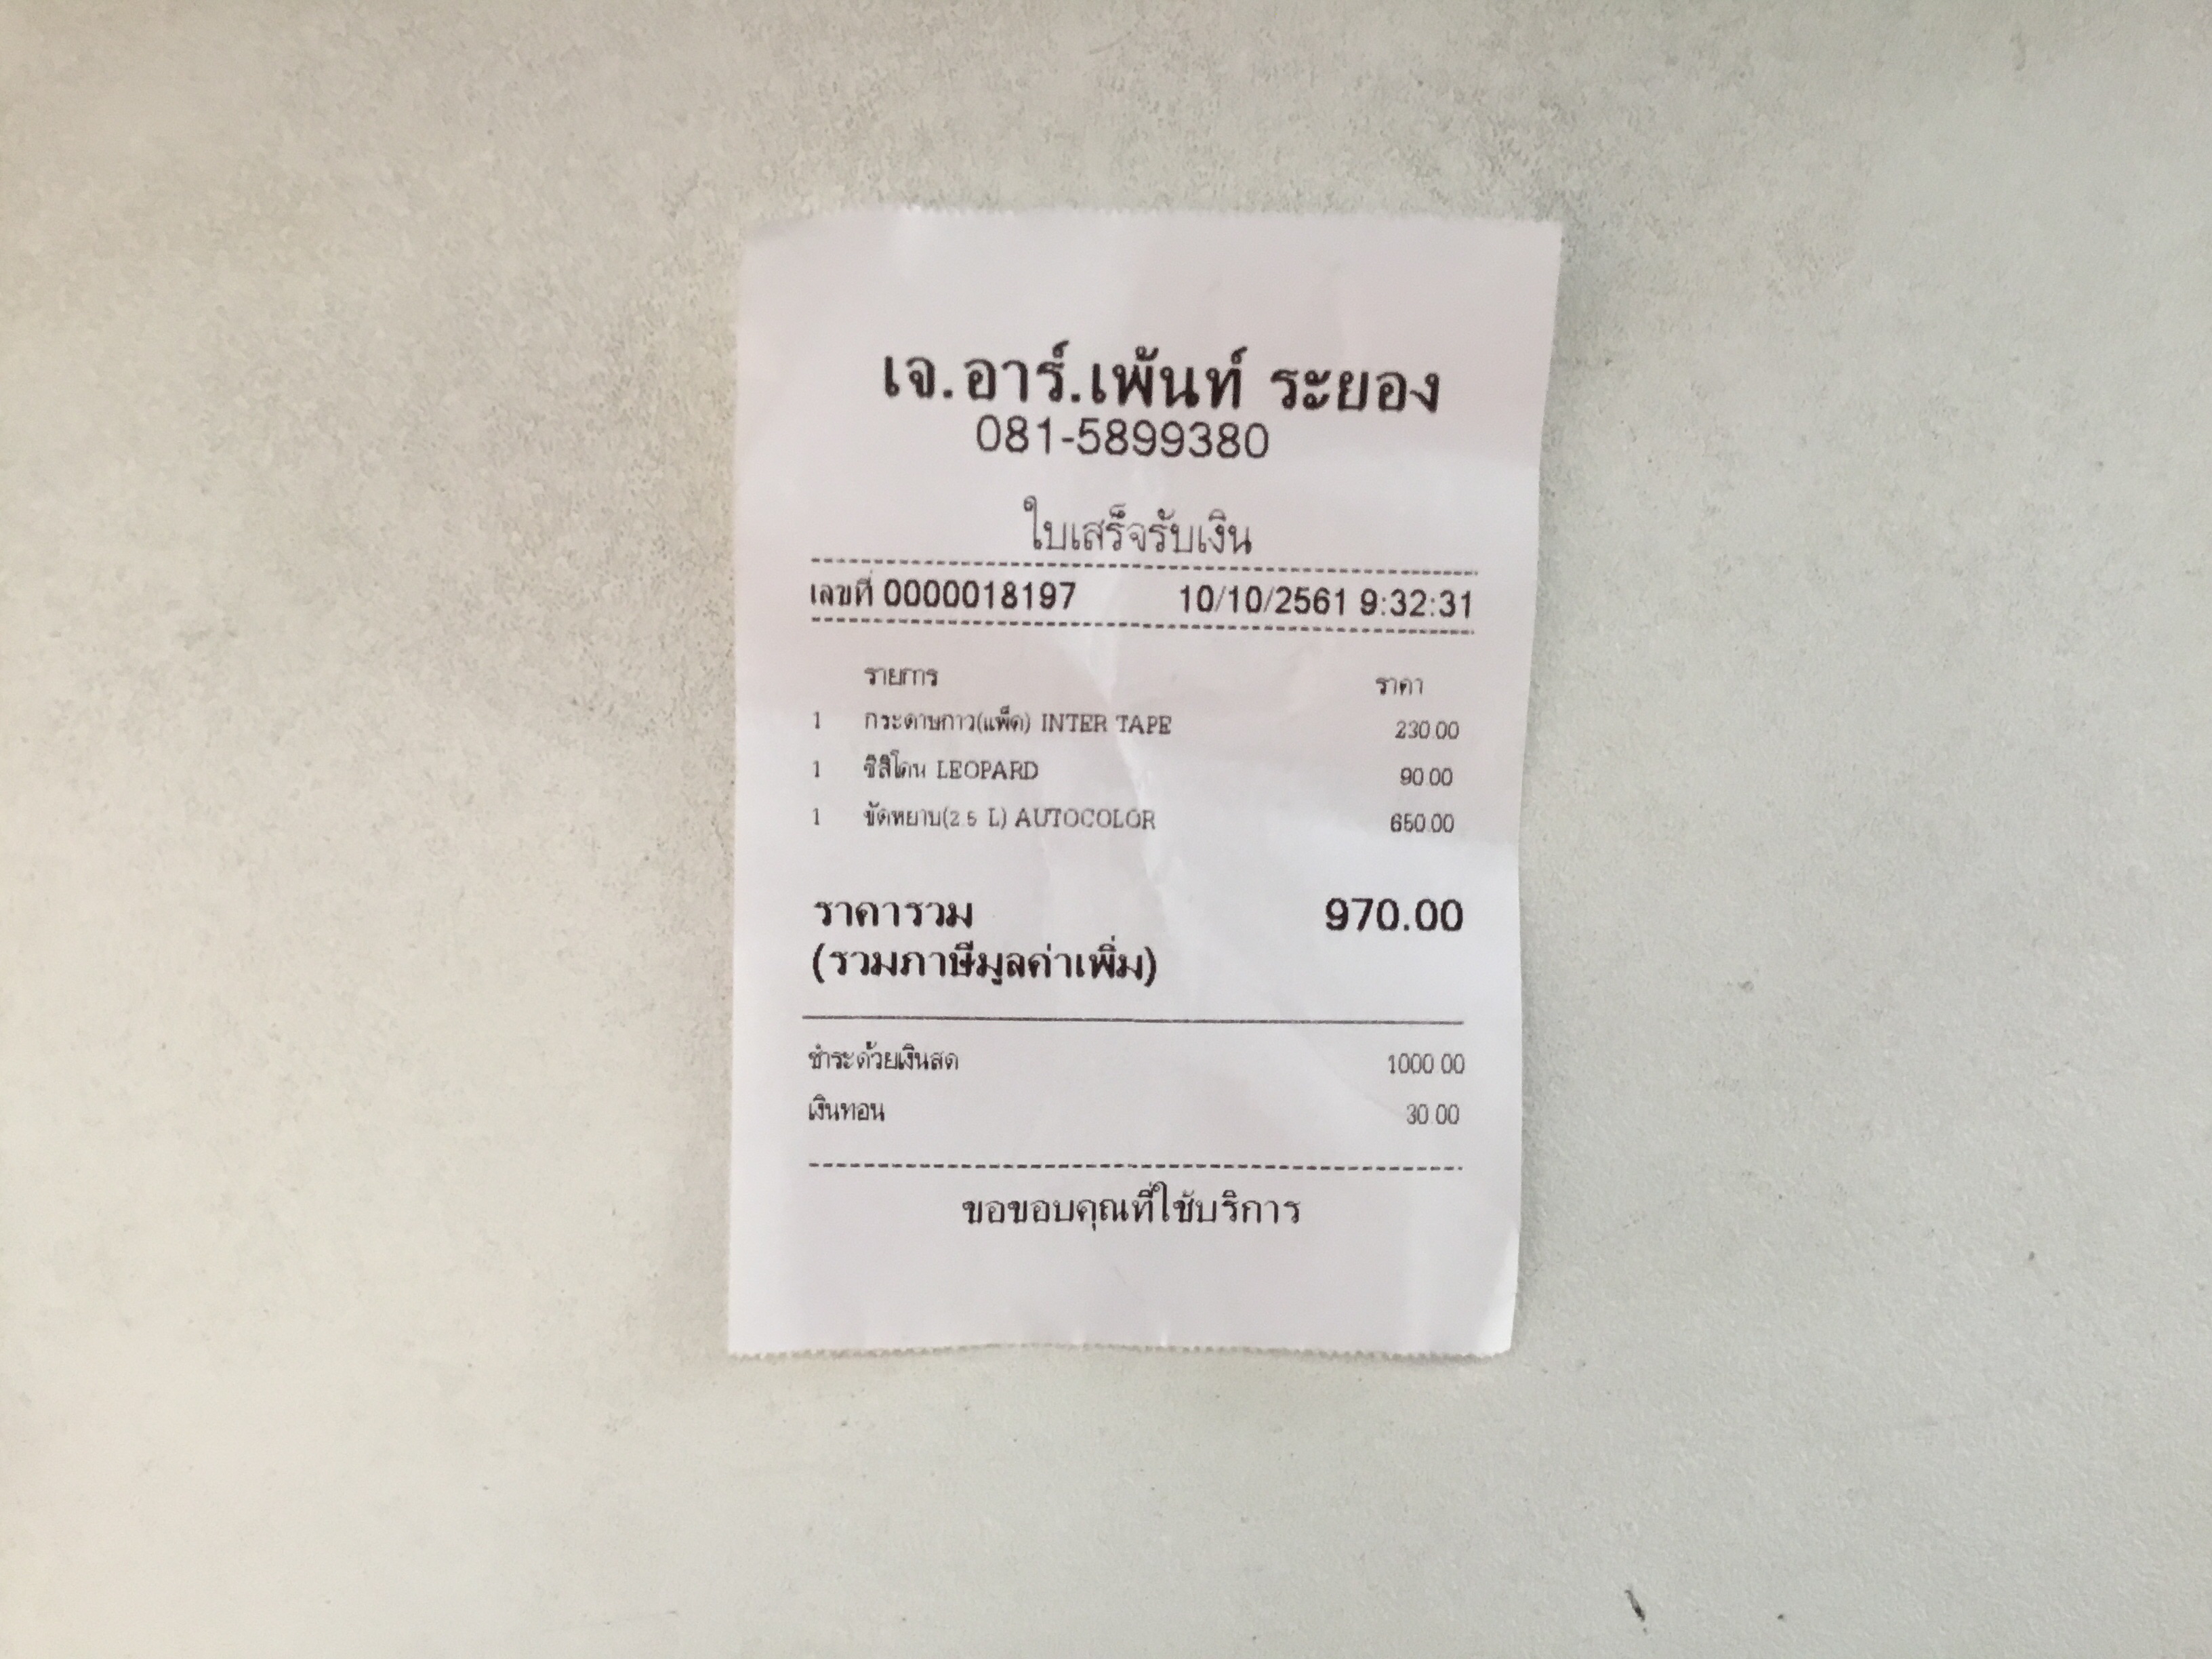 เจ.อาร์.เพ้นท์ ระยอง
081-5899380
ใบเสร็จรับเงิน
เลขที่ 0000018197 10/10/2561 9:32:31
รายการ ราคา
1 กระดาษกาว(แพ็ค) INTER TAPE 230.00
1 ซิลิโคน LEOPARD 90.00
1 ขัดหยาบ(2.5 L) AUTOCOLOR 650.00
ราคารวม 970.00
(รวมภาษีมูลค่าเพิ่ม)
ชำระด้วยเงินสด 1000.00
เงินทอน 30.00
ขอขอบคุณที่ใช้บริการ